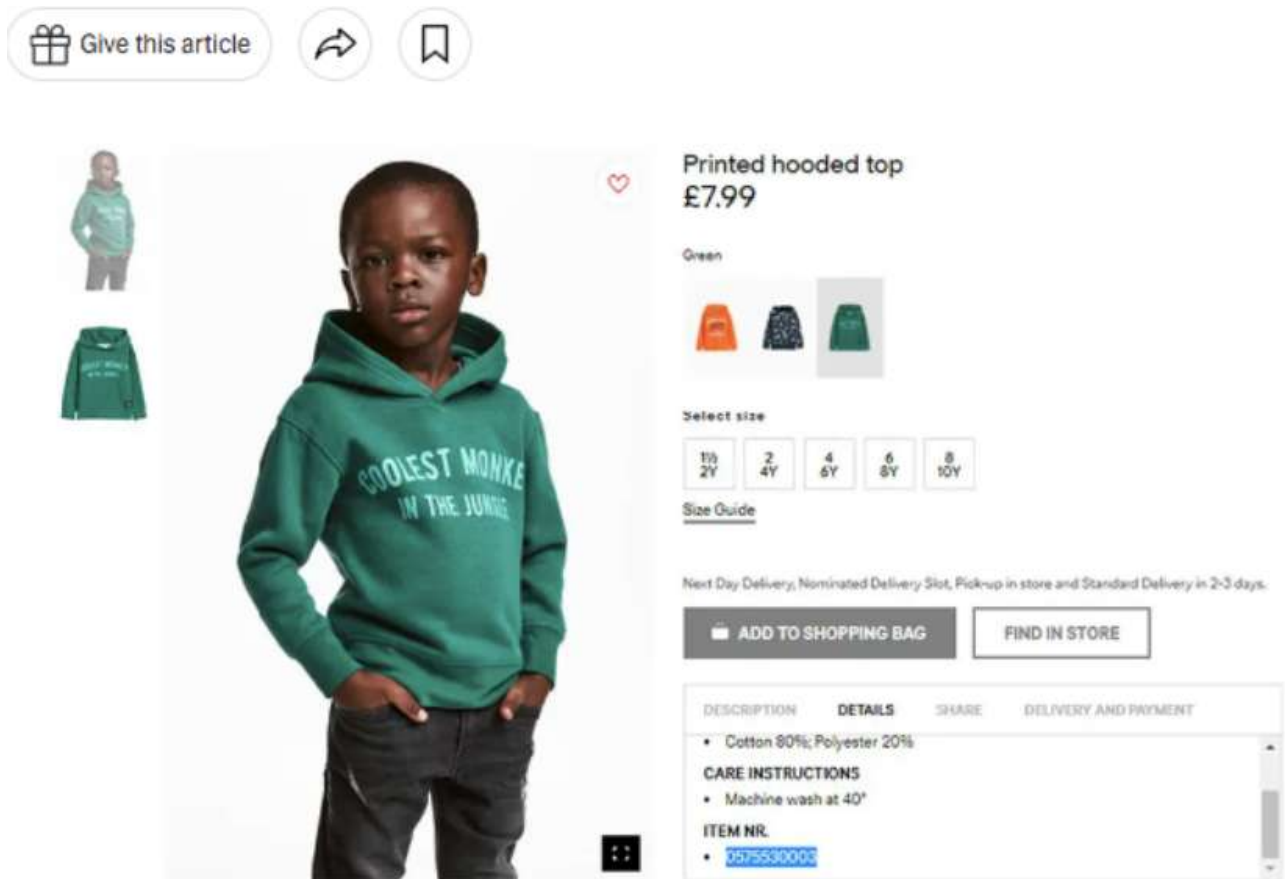 Give this article
Printed hooded top
£7.99
Green
COOLEST MONKE
IN THE JUNGLE
Select size
1½
2Y
2
4Y
4
6Y
6
8Y
8
10Y
Size Guide
Next Day Delivery, Nominated Delivery Slot, Pick-up in store and Standard Delivery in 2-3 days.
ADD TO SHOPPING BAG
FIND IN STORE
DESCRIPTION DETAILS SHARE DELIVERY AND PAYMENT
• Cotton 80%; Polyester 20%
CARE INSTRUCTIONS
• Machine wash at 40°
ITEM NR.
• 0575530003